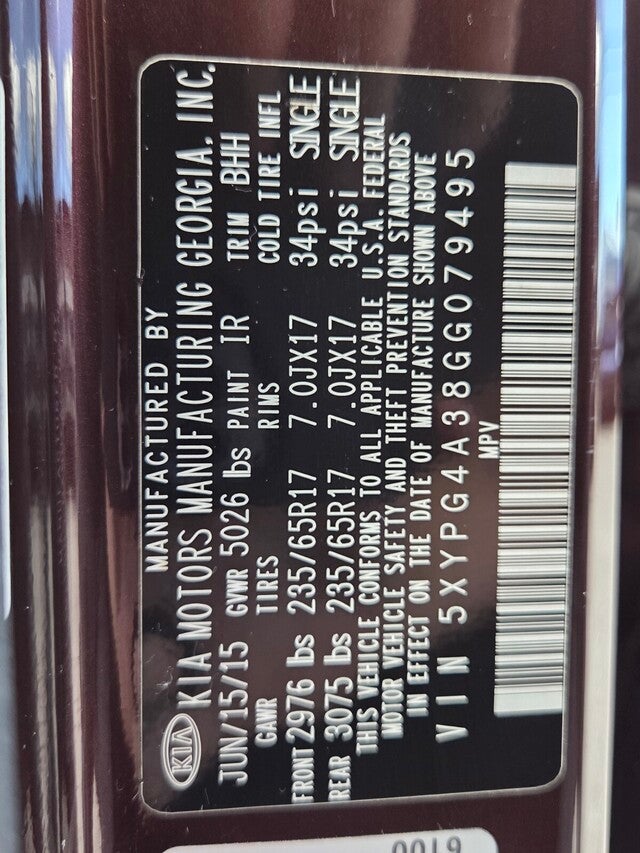 KIA
MANUFACTURED BY
KIA MOTORS MANUFACTURING GEORGIA, INC.
JUN/15/15 GVWR 5026 lbs PAINT IR TRIM BHH
GAWR TIRES RIMS COLD TIRE INFL
FRONT 2976 lbs 235/65R17 7.0JX17 34psi SINGLE
REAR 3075 lbs 235/65R17 7.0JX17 34psi SINGLE
THIS VEHICLE CONFORMS TO ALL APPLICABLE U.S.A. FEDERAL
MOTOR VEHICLE SAFETY AND THEFT PREVENTION STANDARDS
IN EFFECT ON THE DATE OF MANUFACTURE SHOWN ABOVE
VIN 5XYPG4A38GG079495
MPV